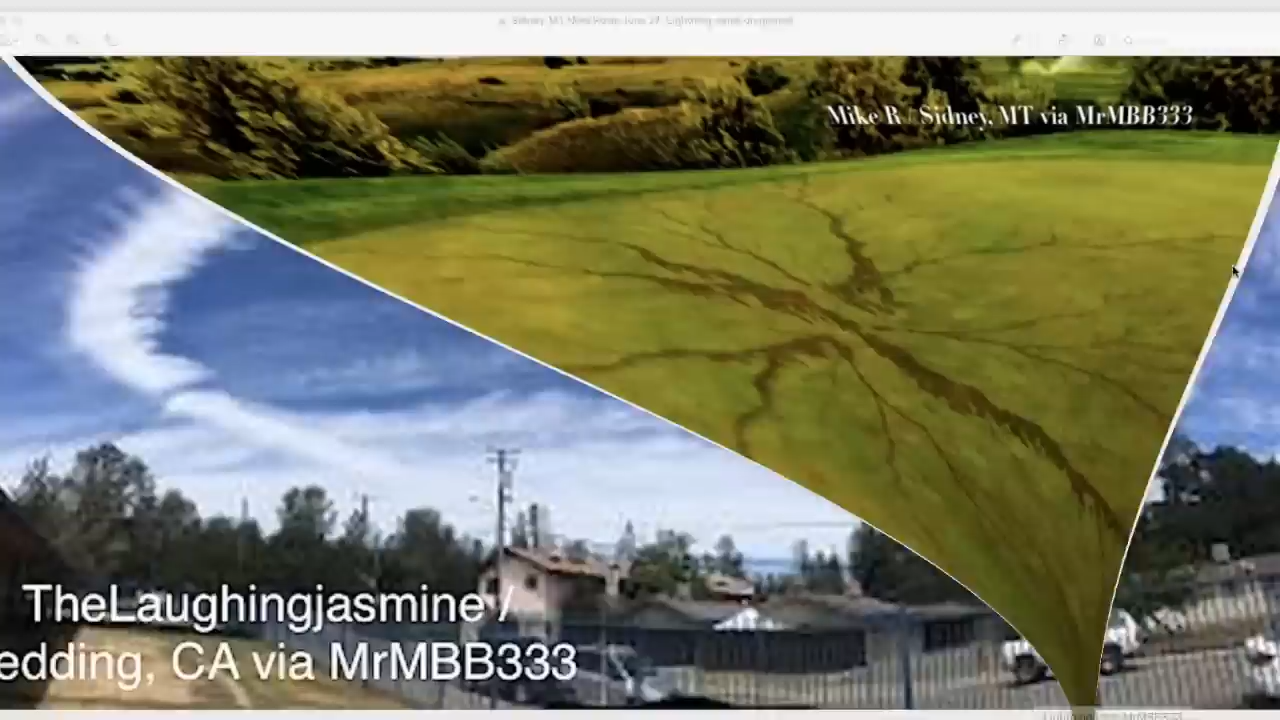 Mike R / Sidney, MT via MrMBB333
TheLaughingjasmine /
edding, CA via MrMBB333